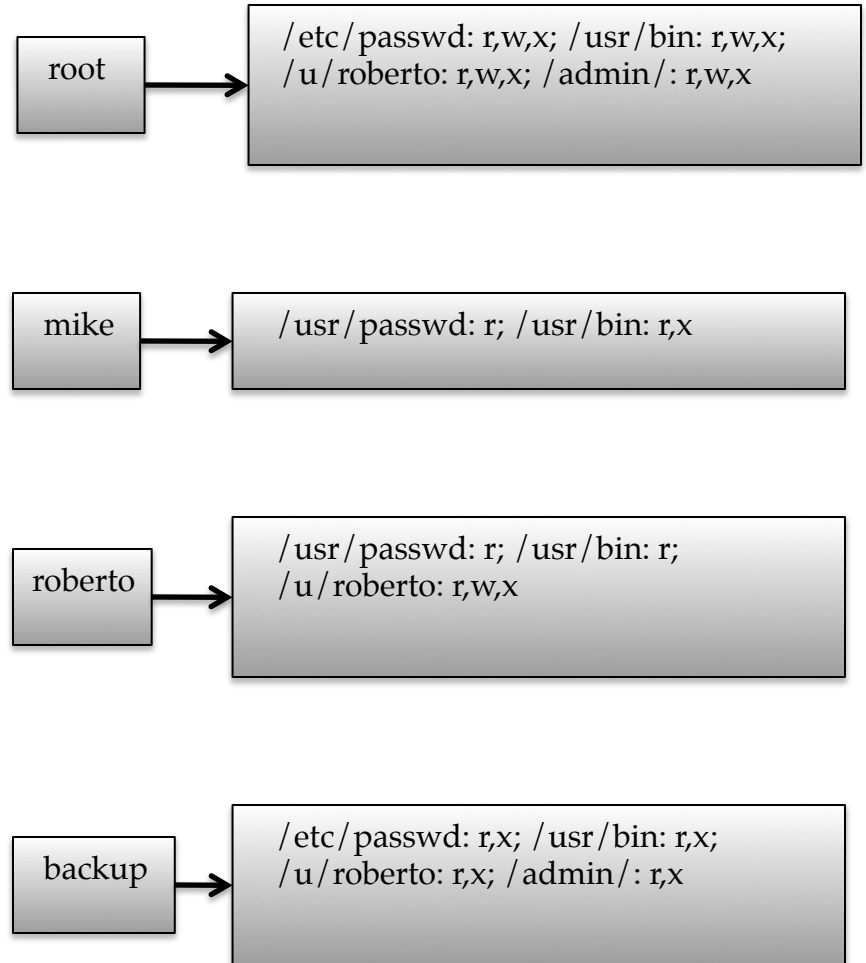 root
/etc/passwd: r,w,x; /usr/bin: r,w,x;
/u/roberto: r,w,x; /admin/: r,w,x
mike
/usr/passwd: r; /usr/bin: r,x
roberto
/usr/passwd: r; /usr/bin: r;
/u/roberto: r,w,x
backup
/etc/passwd: r,x; /usr/bin: r,x;
/u/roberto: r,x; /admin/: r,x